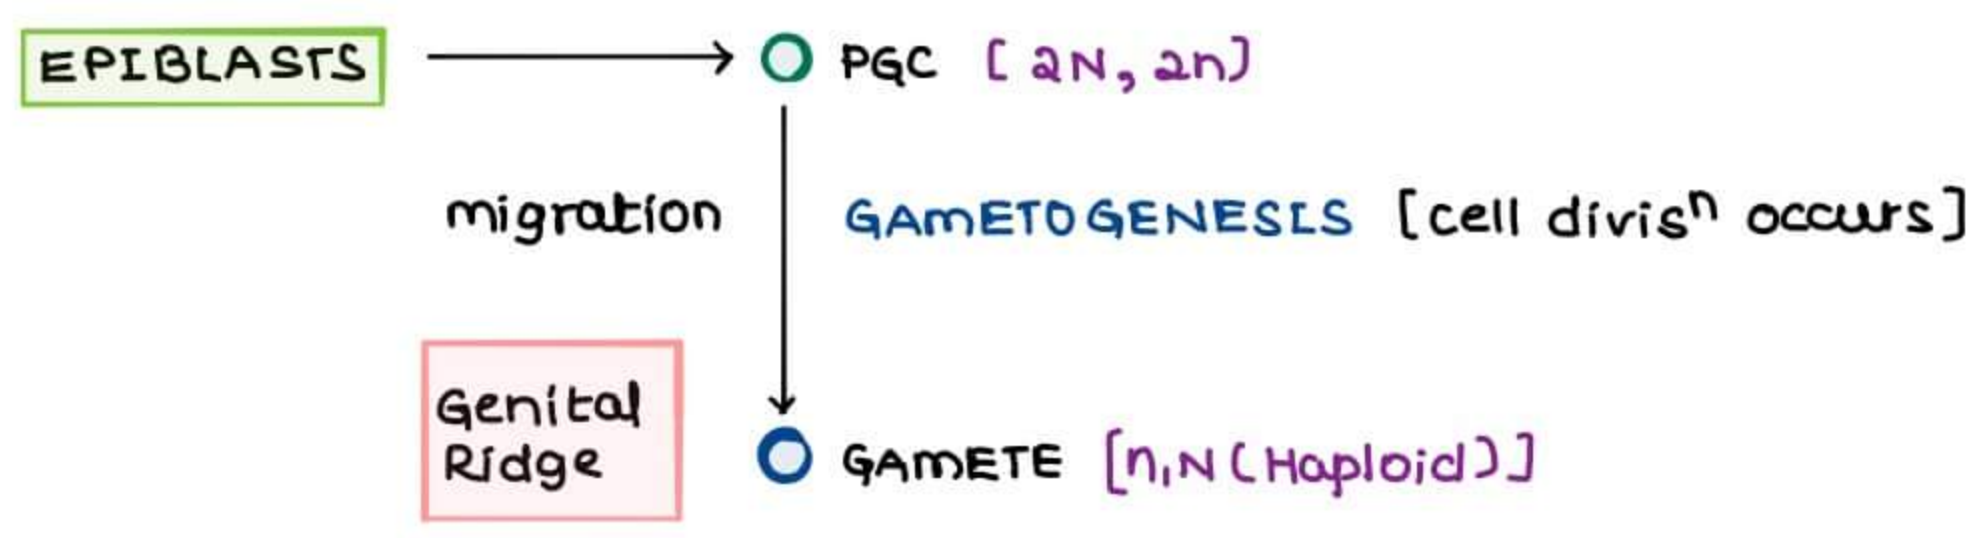 EPIBLASTS
PGC [2N, 2n]
migration
GAMETOGENESIS [cell divisⁿ occurs]
Genital
Ridge
GAMETE [n,N (Haploid)]